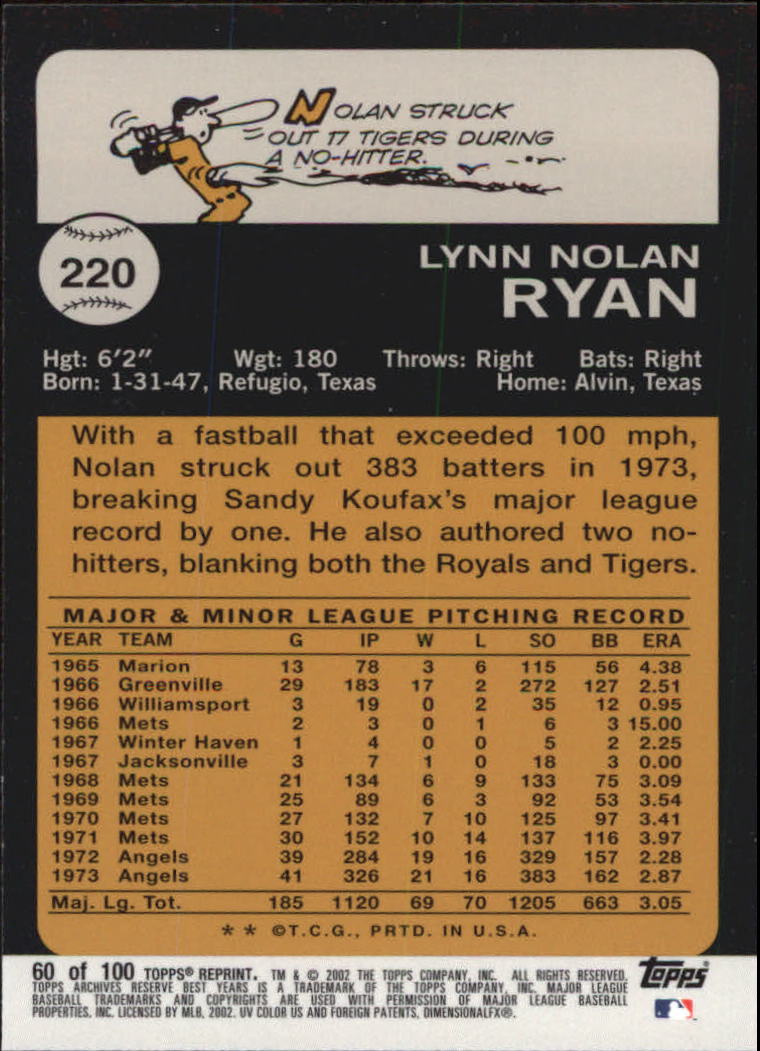 NOLAN STRUCK
OUT 17 TIGERS DURING
A NO-HITTER.
220
LYNN NOLAN
RYAN
Hgt: 6'2" Wgt: 180 Throws: Right Bats: Right
Born: 1-31-47, Refugio, Texas Home: Alvin, Texas
With a fastball that exceeded 100 mph,
Nolan struck out 383 batters in 1973,
breaking Sandy Koufax's major league
record by one. He also authored two no-
hitters, blanking both the Royals and Tigers.
MAJOR & MINOR LEAGUE PITCHING RECORD
YEAR TEAM G IP W L SO BB ERA
1965 Marion 13 78 3 6 115 56 4.38
1966 Greenville 29 183 17 2 272 127 2.51
1966 Williamsport 3 19 0 2 35 12 0.95
1966 Mets 2 3 0 1 6 3 15.00
1967 Winter Haven 1 4 0 0 5 2 2.25
1967 Jacksonville 3 7 1 0 18 3 0.00
1968 Mets 21 134 6 9 133 75 3.09
1969 Mets 25 89 6 3 92 53 3.54
1970 Mets 27 132 7 10 125 97 3.41
1971 Mets 30 152 10 14 137 116 3.97
1972 Angels 39 284 19 16 329 157 2.28
1973 Angels 41 326 21 16 383 162 2.87
Maj. Lg. Tot. 185 1120 69 70 1205 663 3.05
* * ©T.C.G., PRTD. IN U.S.A.
60 of 100 TOPPS® REPRINT. TM & © 2002 THE TOPPS COMPANY, INC. ALL RIGHTS RESERVED.
TOPPS ARCHIVES RESERVE BEST YEARS IS A TRADEMARK OF THE TOPPS COMPANY, INC. MAJOR LEAGUE
BASEBALL TRADEMARKS AND COPYRIGHTS ARE USED WITH PERMISSION OF MAJOR LEAGUE BASEBALL
PROPERTIES, INC. LICENSED BY MLB, 2002. UV COLOR US AND FOREIGN PATENTS, DIMENSIONALFX®.
Topps®